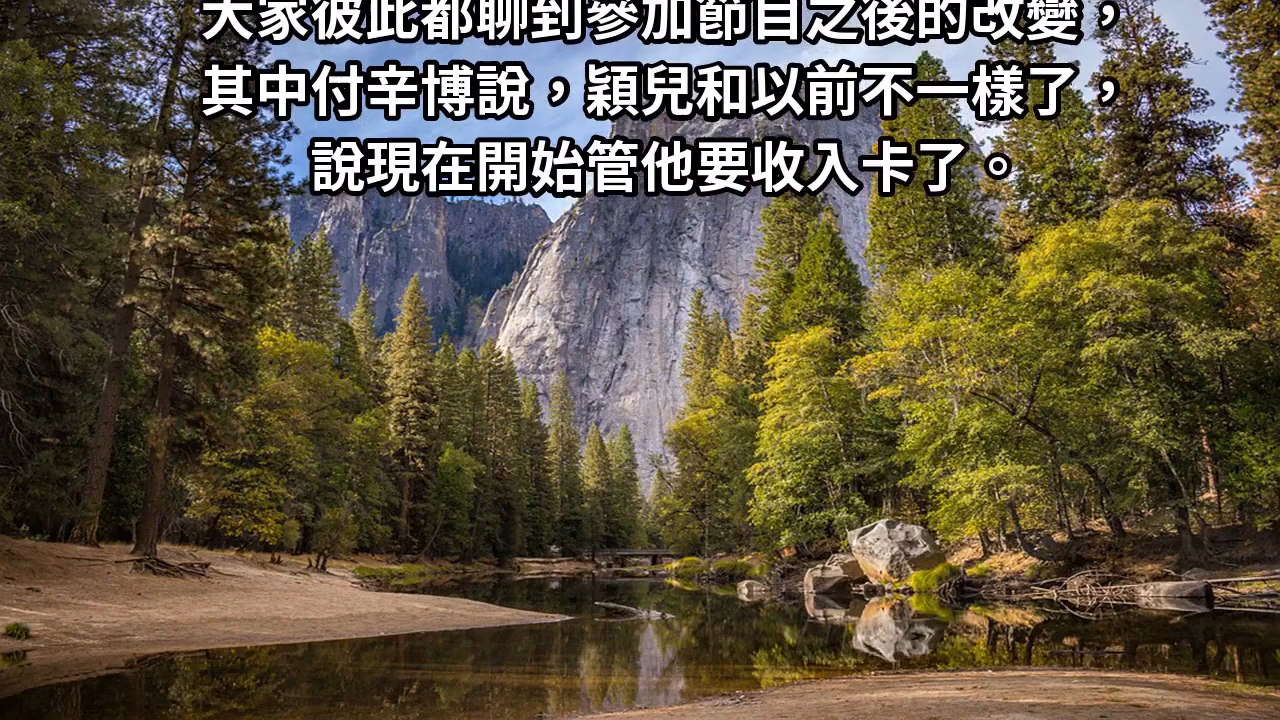 大家彼此都聊到參加節目之後的改變，
其中付辛博說，穎兒和以前不一樣了，
說現在開始管他要收入卡了。